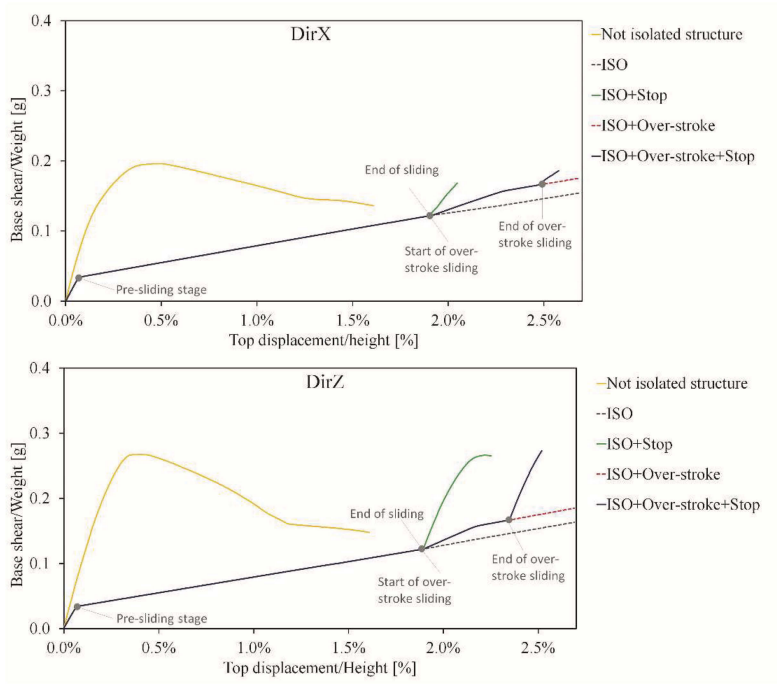 DirX
0.4
0.3
0.2
0.1
0.0
Base shear/Weight [g]
End of sliding
Start of over-
stroke sliding
End of over-
stroke sliding
Pre-sliding stage
0.0% 0.5% 1.0% 1.5% 2.0% 2.5%
Top displacement/height [%]
Not isolated structure
ISO
ISO+Stop
ISO+Over-stroke
ISO+Over-stroke+Stop
DirZ
0.4
0.3
0.2
0.1
0.0
Base shear/Weight [g]
End of sliding
Start of over-
stroke sliding
End of over-
stroke sliding
Pre-sliding stage
0.0% 0.5% 1.0% 1.5% 2.0% 2.5%
Top displacement/Height [%]
Not isolated structure
ISO
ISO+Stop
ISO+Over-stroke
ISO+Over-stroke+Stop